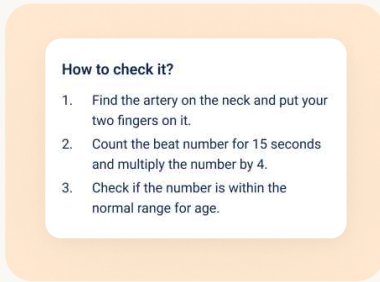 How to check it?
1. Find the artery on the neck and put your
two fingers on it.
2. Count the beat number for 15 seconds
and multiply the number by 4.
3. Check if the number is within the
normal range for age.